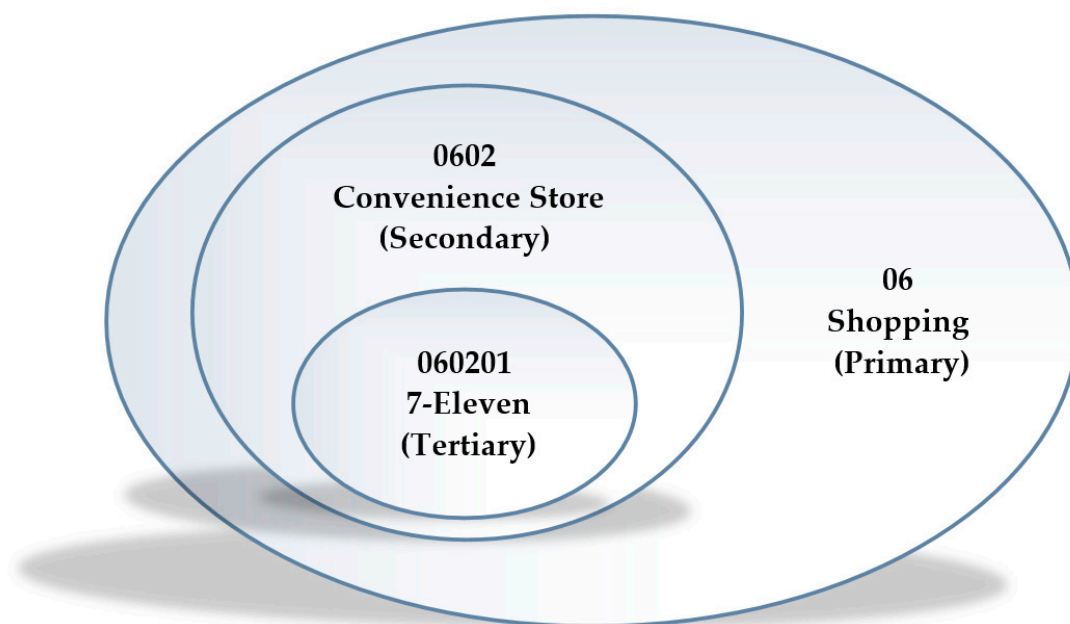 0602
Convenience Store
(Secondary)
06
Shopping
(Primary)
060201
7-Eleven
(Tertiary)